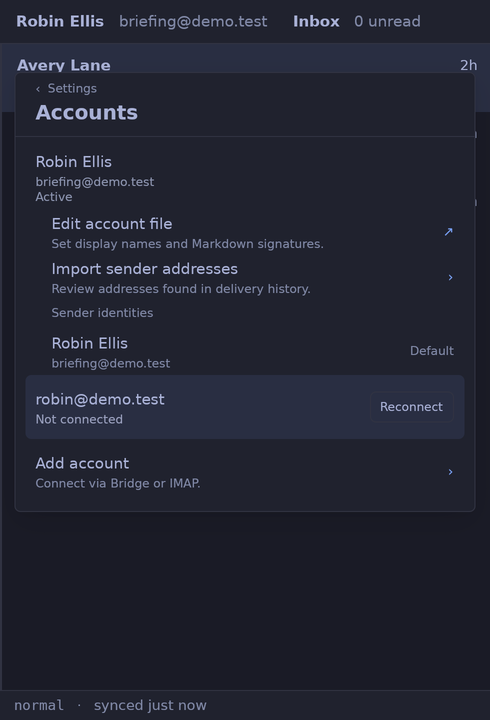 Robin Ellis briefing@demo.test Inbox 0 unread
Avery Lane 2h
‹ Settings
Accounts
Robin Ellis
briefing@demo.test
Active
Edit account file ↗
Set display names and Markdown signatures.
Import sender addresses ›
Review addresses found in delivery history.
Sender identities
Robin Ellis
briefing@demo.test Default
robin@demo.test
Not connected Reconnect
Add account ›
Connect via Bridge or IMAP.
normal · synced just now